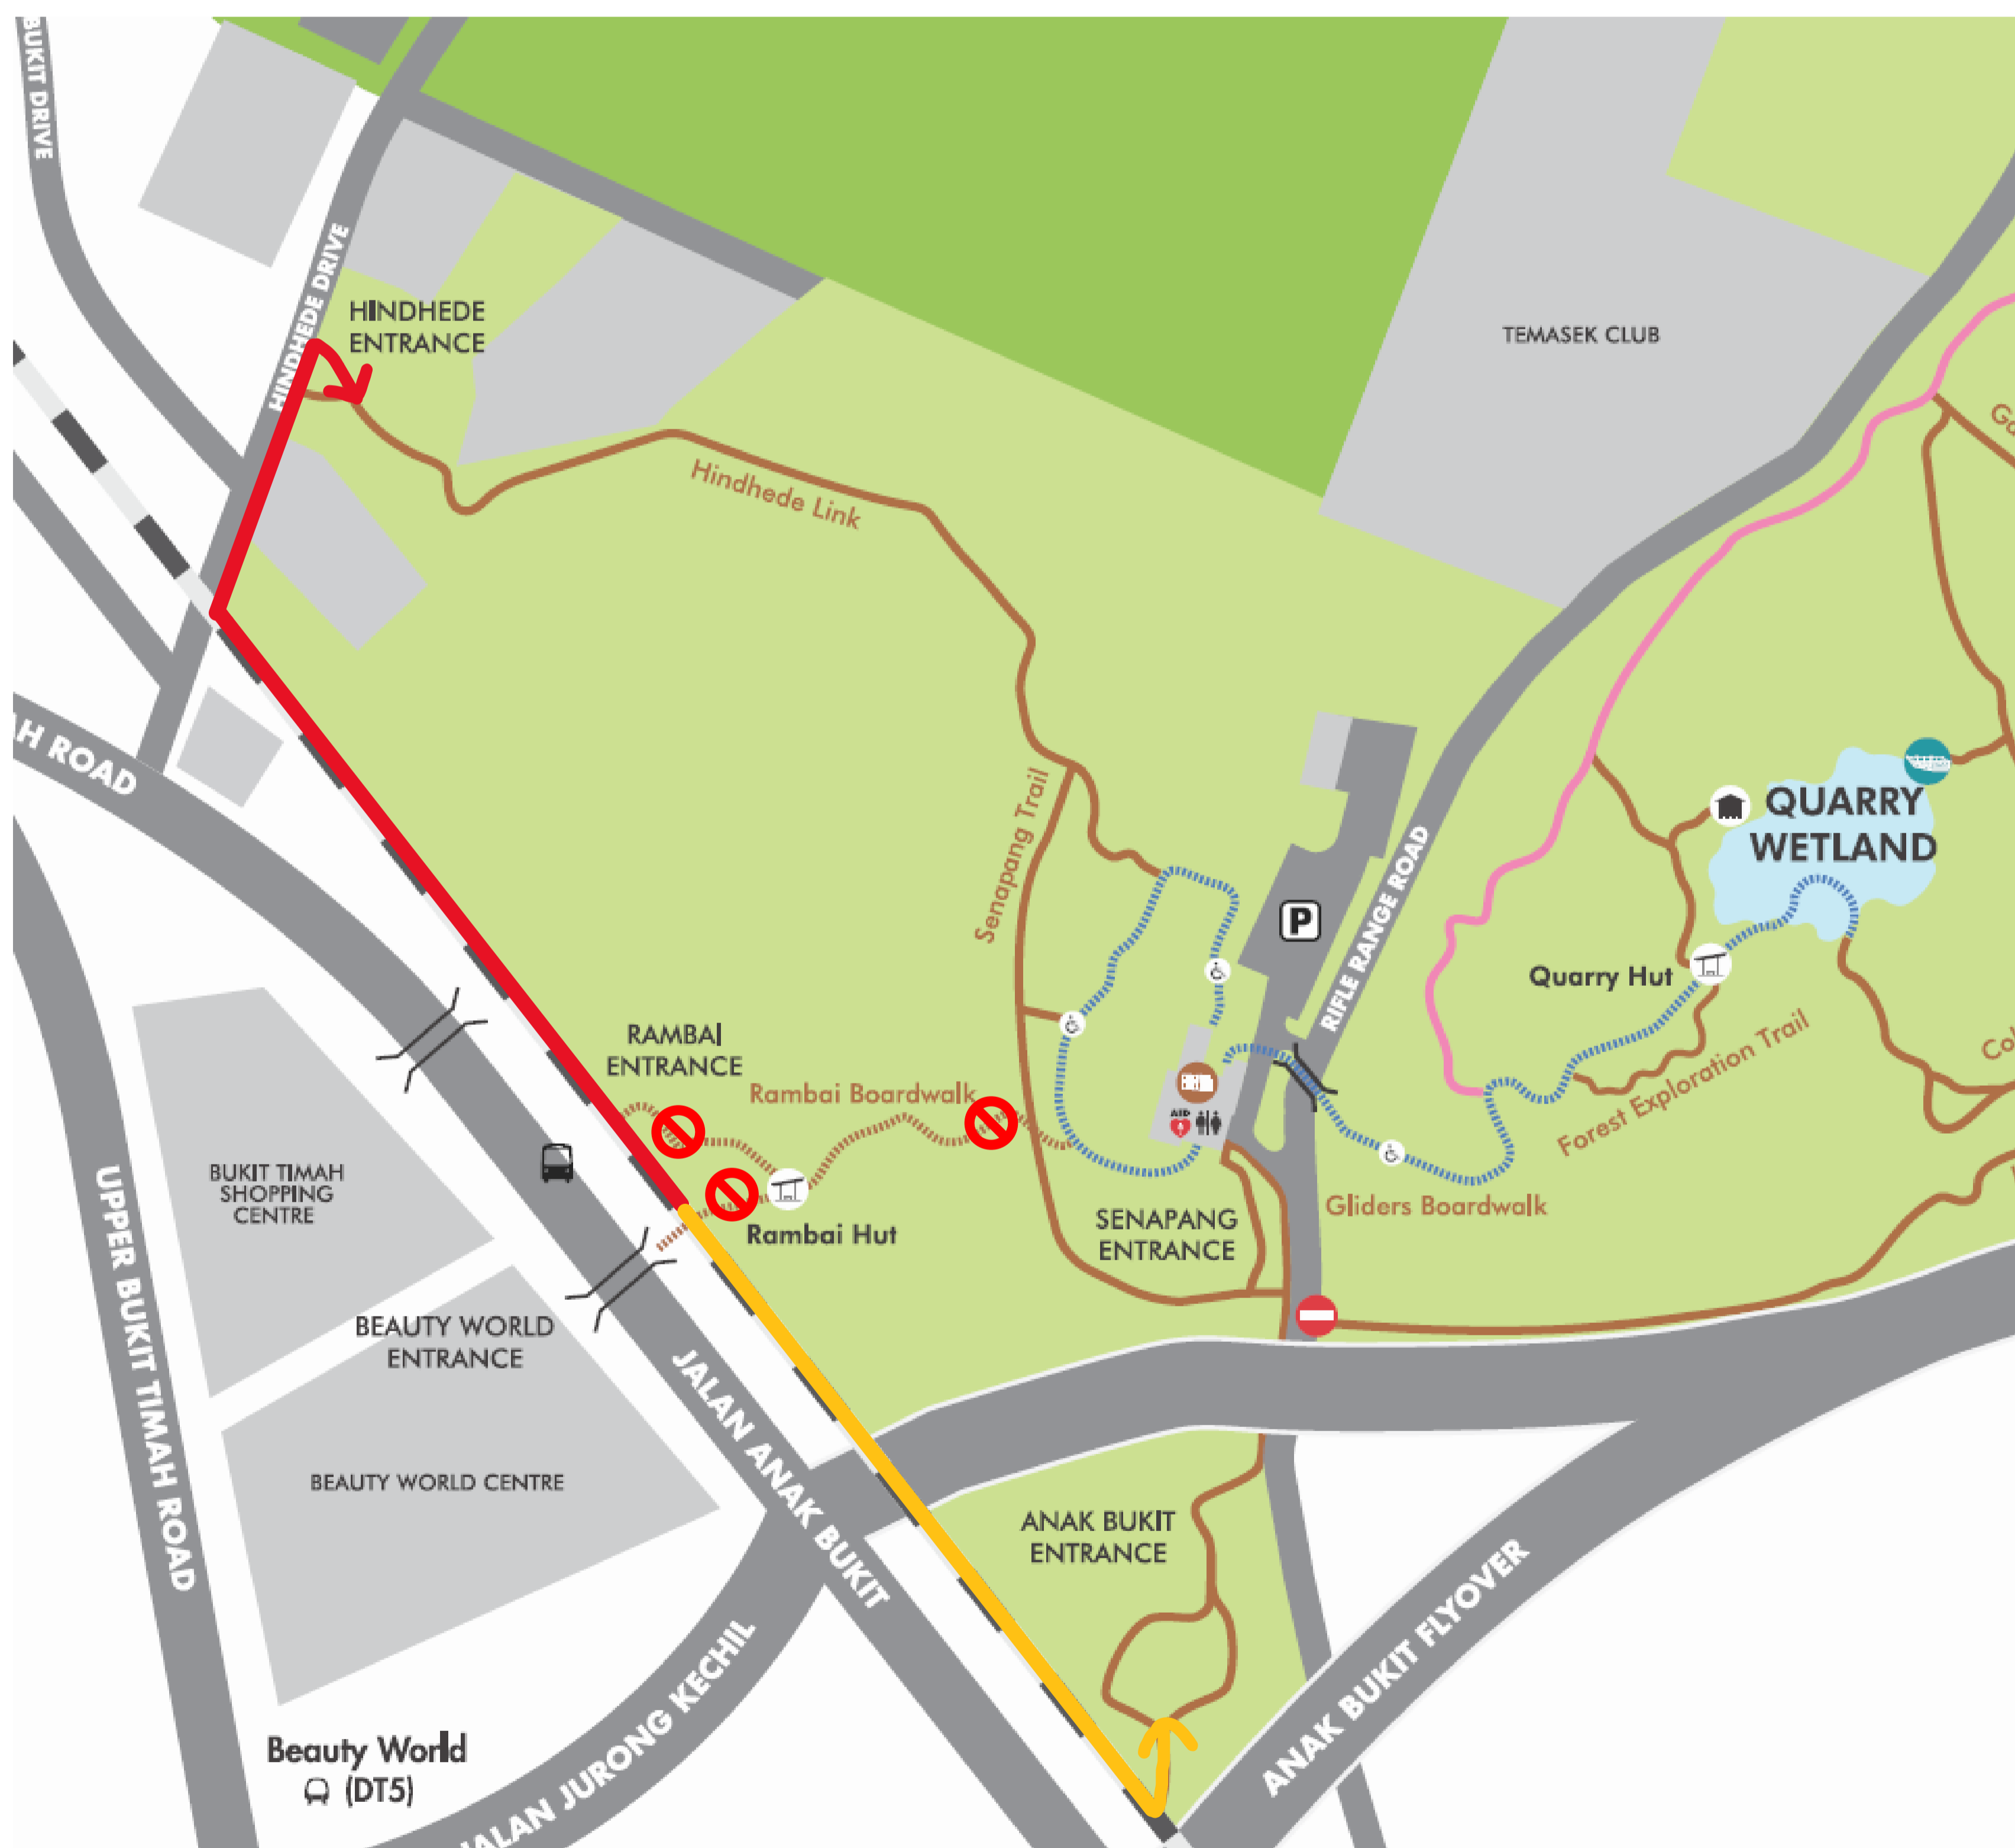 BUKIT DRIVE
HINDHEDE DRIVE
HINDHEDE
ENTRANCE
TEMASEK CLUB
Hindhede Link
H ROAD
Senapang Trail
P
RIFLE RANGE ROAD
QUARRY
WETLAND
Quarry Hut
Forest Exploration Trail
RAMBAI
ENTRANCE
Rambai Boardwalk
Rambai Hut
AED
SENAPANG
ENTRANCE
Gliders Boardwalk
BUKIT TIMAH
SHOPPING
CENTRE
UPPER BUKIT TIMAH ROAD
BEAUTY WORLD
ENTRANCE
JALAN ANAK BUKIT
BEAUTY WORLD CENTRE
ANAK BUKIT
ENTRANCE
ANAK BUKIT FLYOVER
Beauty World
(DT5)
JALAN JURONG KECHIL